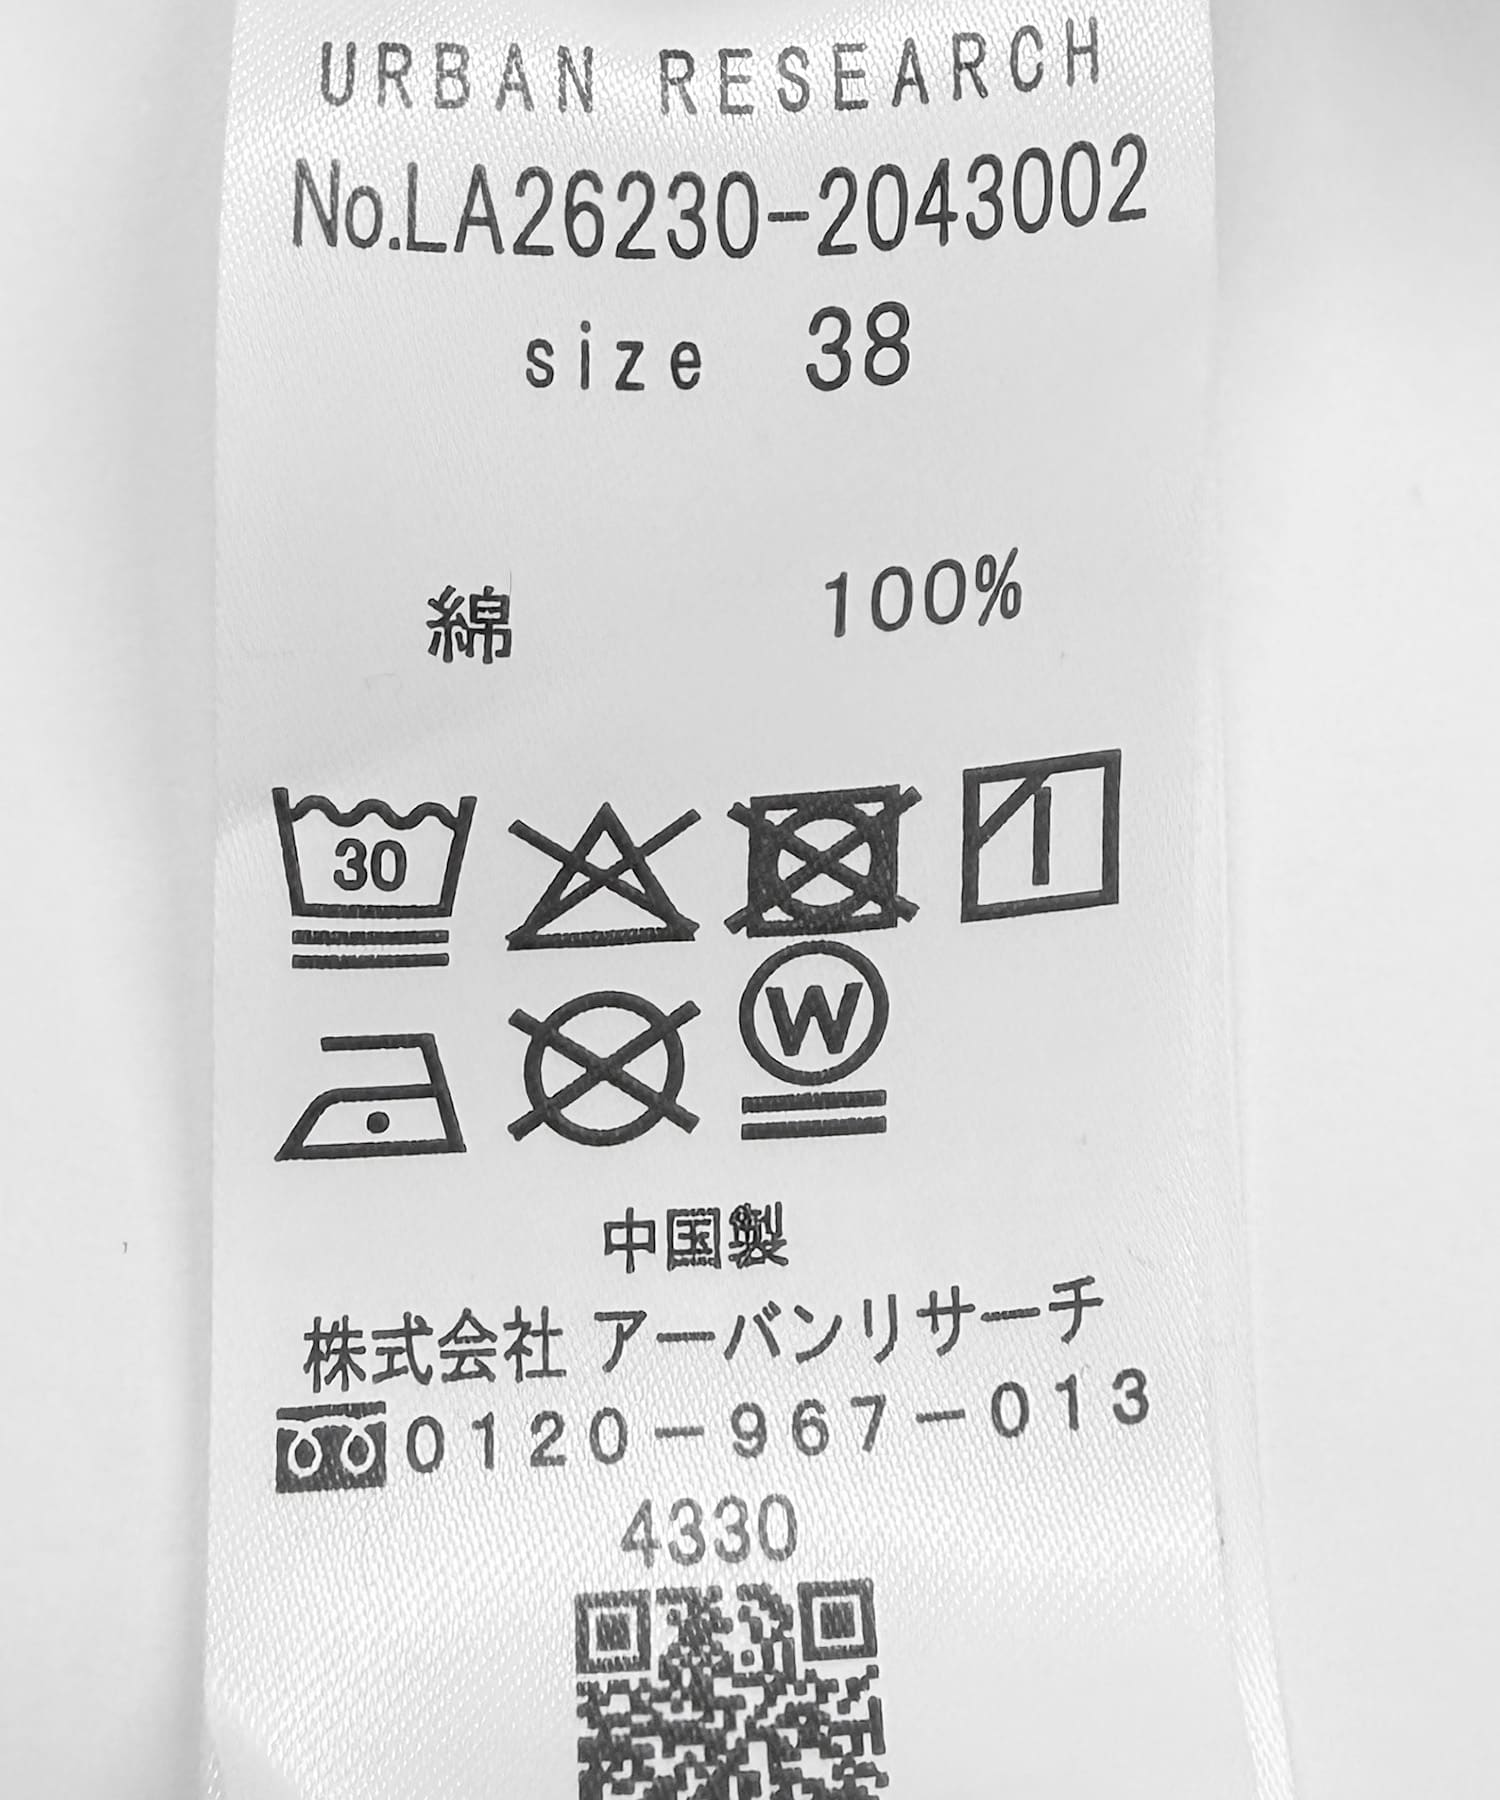 URBAN RESEARCH
No.LA26230-2043002
size 38
綿 100%
30
W
中国製
株式会社 アーバンリサーチ
0120-967-013
4330